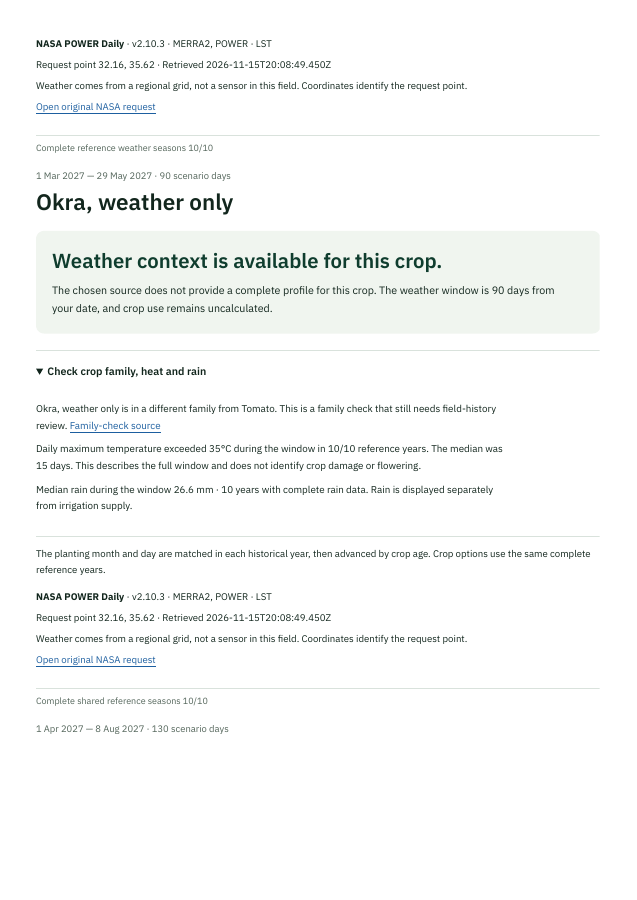 NASA POWER Daily · v2.10.3 · MERRA2, POWER · LST
Request point 32.16, 35.62 · Retrieved 2026-11-15T20:08:49.450Z
Weather comes from a regional grid, not a sensor in this field. Coordinates identify the request point.
Open original NASA request
Complete reference weather seasons 10/10
1 Mar 2027 — 29 May 2027 · 90 scenario days
Okra, weather only
Weather context is available for this crop.
The chosen source does not provide a complete profile for this crop. The weather window is 90 days from
your date, and crop use remains uncalculated.
▼ Check crop family, heat and rain
Okra, weather only is in a different family from Tomato. This is a family check that still needs field-history
review. Family-check source
Daily maximum temperature exceeded 35°C during the window in 10/10 reference years. The median was
15 days. This describes the full window and does not identify crop damage or flowering.
Median rain during the window 26.6 mm · 10 years with complete rain data. Rain is displayed separately
from irrigation supply.
The planting month and day are matched in each historical year, then advanced by crop age. Crop options use the same complete
reference years.
NASA POWER Daily · v2.10.3 · MERRA2, POWER · LST
Request point 32.16, 35.62 · Retrieved 2026-11-15T20:08:49.450Z
Weather comes from a regional grid, not a sensor in this field. Coordinates identify the request point.
Open original NASA request
Complete shared reference seasons 10/10
1 Apr 2027 — 8 Aug 2027 · 130 scenario days